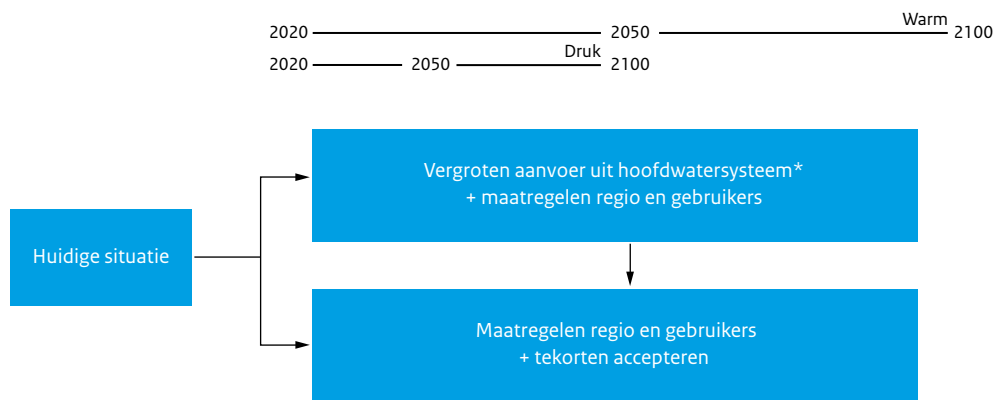 Warm
2020 2050 2100
Druk
2020 2050 2100
Vergroten aanvoer uit hoofdwatersysteem*
+ maatregelen regio en gebruikers
Huidige situatie
Maatregelen regio en gebruikers
+ tekorten accepteren